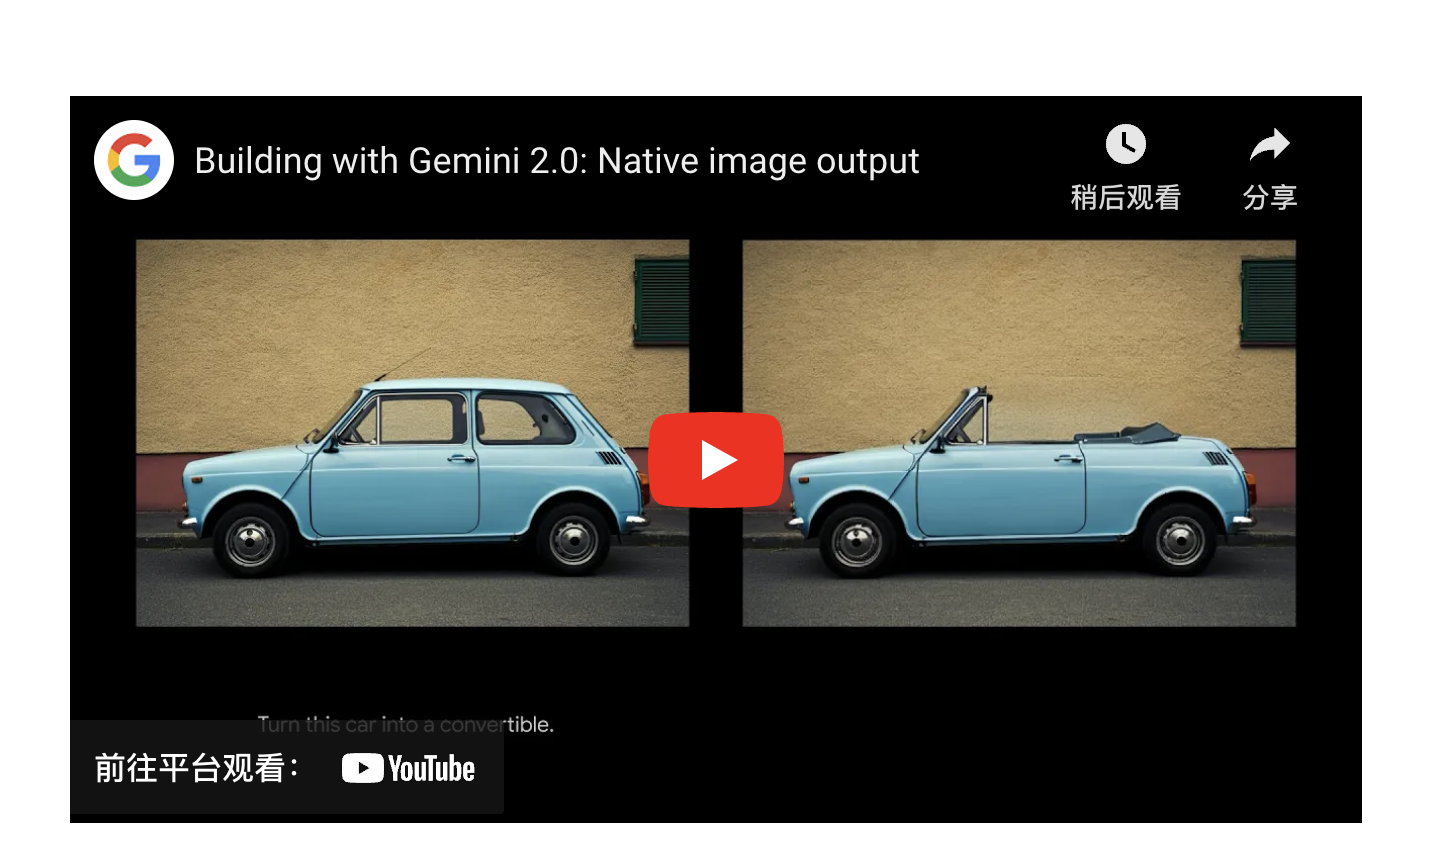 Building with Gemini 2.0: Native image output
稍后观看
分享
Turn this car into a convertible.
前往平台观看：
YouTube